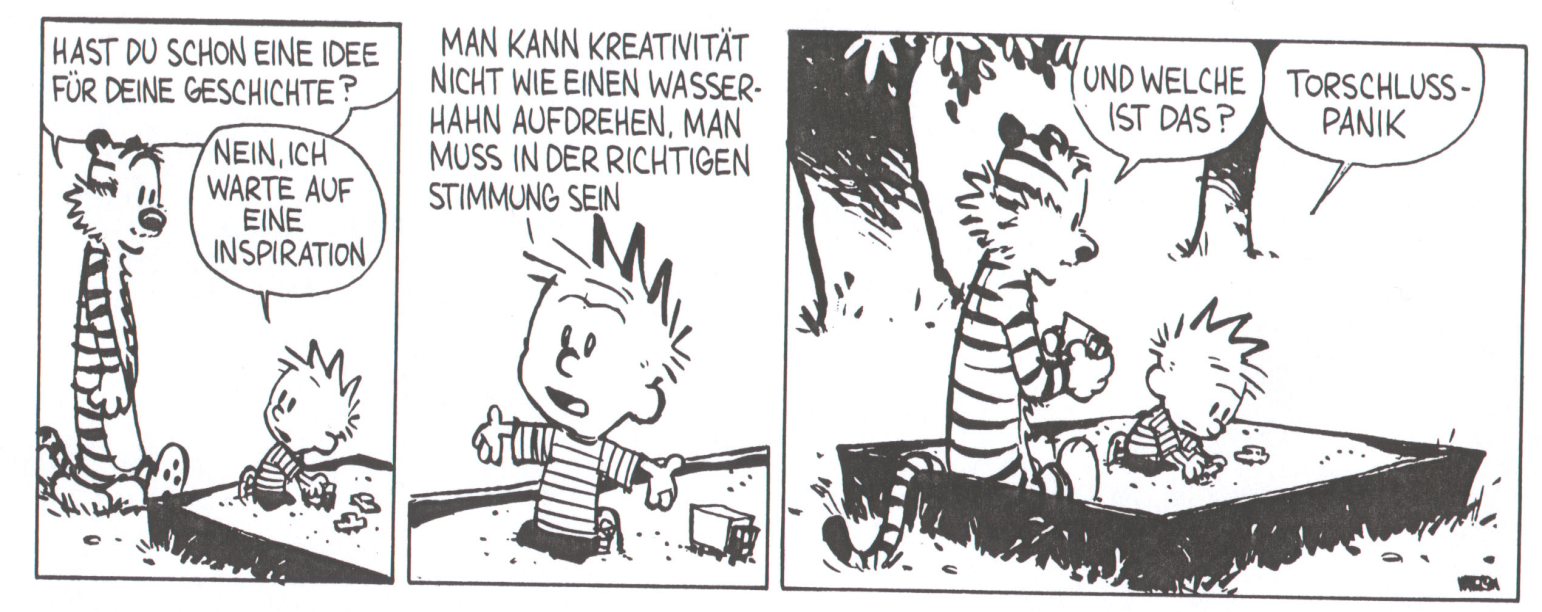 HAST DU SCHON EINE IDEE
FÜR DEINE GESCHICHTE?
NEIN, ICH
WARTE AUF
EINE
INSPIRATION
MAN KANN KREATIVITÄT
NICHT WIE EINEN WASSER-
HAHN AUFDREHEN. MAN
MUSS IN DER RICHTIGEN
STIMMUNG SEIN
UND WELCHE
IST DAS?
TORSCHLUSS-
PANIK